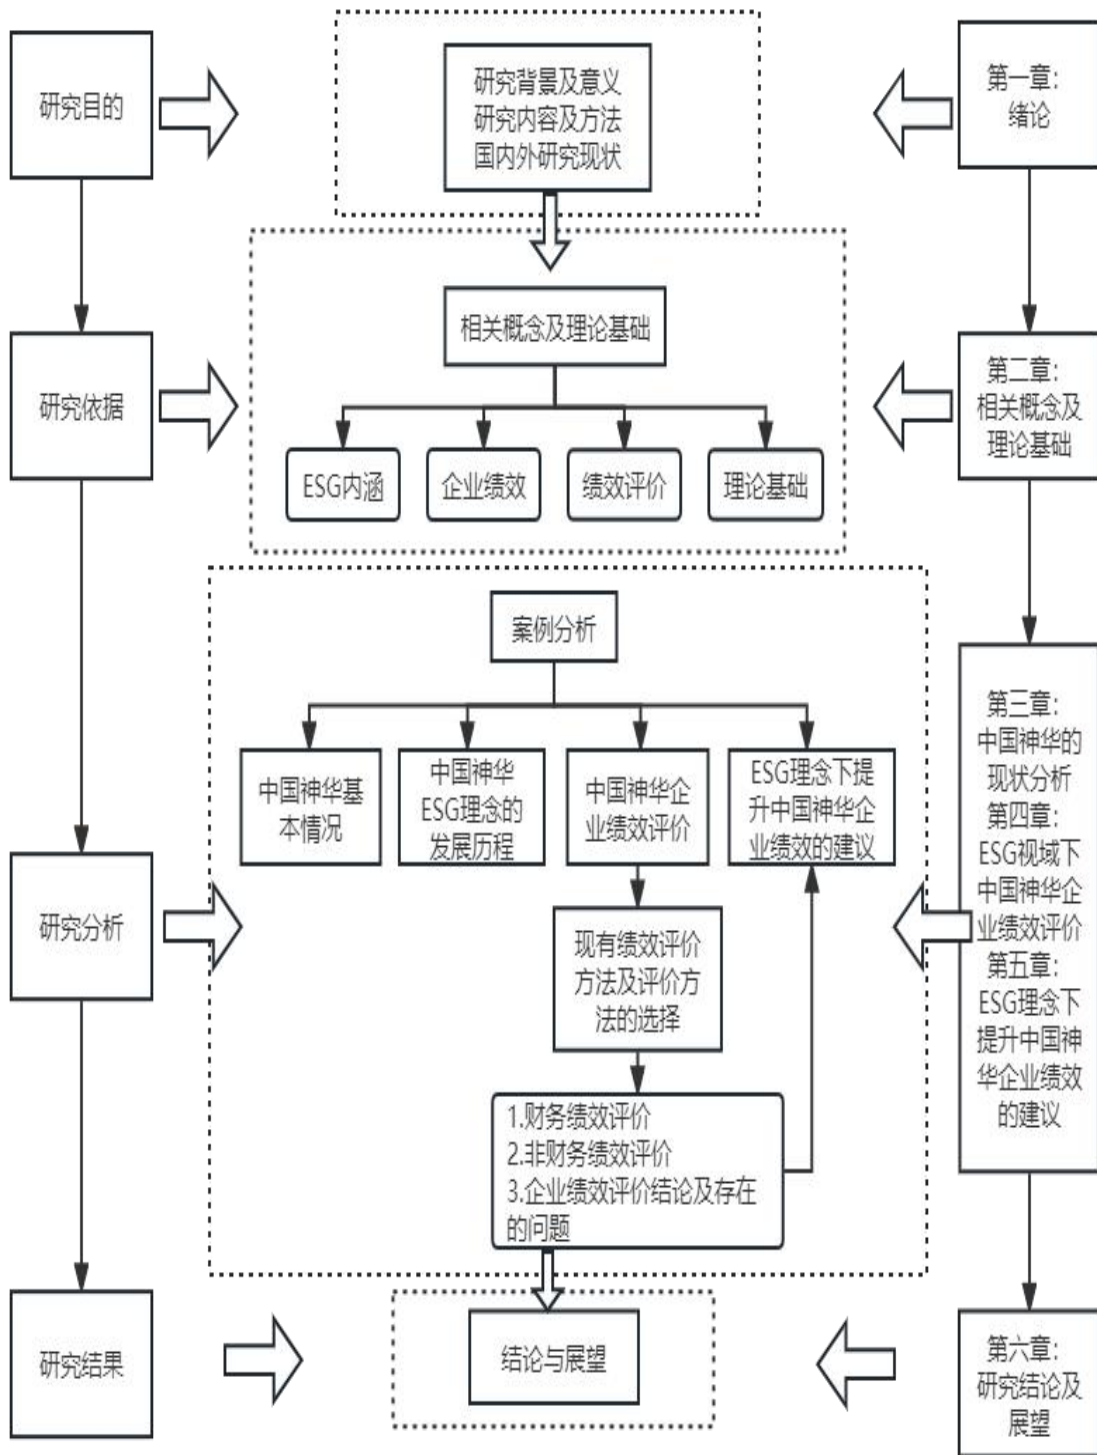 研究目的
研究背景及意义
研究内容及方法
国内外研究现状
第一章：
绪论
研究依据
相关概念及理论基础
ESG内涵
企业绩效
绩效评价
理论基础
第二章：
相关概念及
理论基础
研究分析
案例分析
中国神华基
本情况
中国神华
ESG理念的
发展历程
中国神华企
业绩效评价
ESG理念下提
升中国神华企
业绩效的建议
现有绩效评价
方法及评价方
法的选择
1.财务绩效评价
2.非财务绩效评价
3.企业绩效评价结论及存在
的问题
第三章：
中国神华的
现状分析
第四章：
ESG视域下
中国神华企
业绩效评价
第五章：
ESG理念下
提升中国神
华企业绩效
的建议
研究结果
结论与展望
第六章：
研究结论及
展望